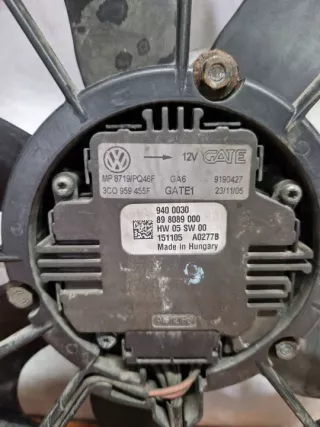 12V GATE
MP 8719/PQ46F GA6 9190427
3C0 959 455F GATE1 23/11/05
940 0030
89 8089 000
HW 05 SW 00
151105 A0277B
Made in Hungary